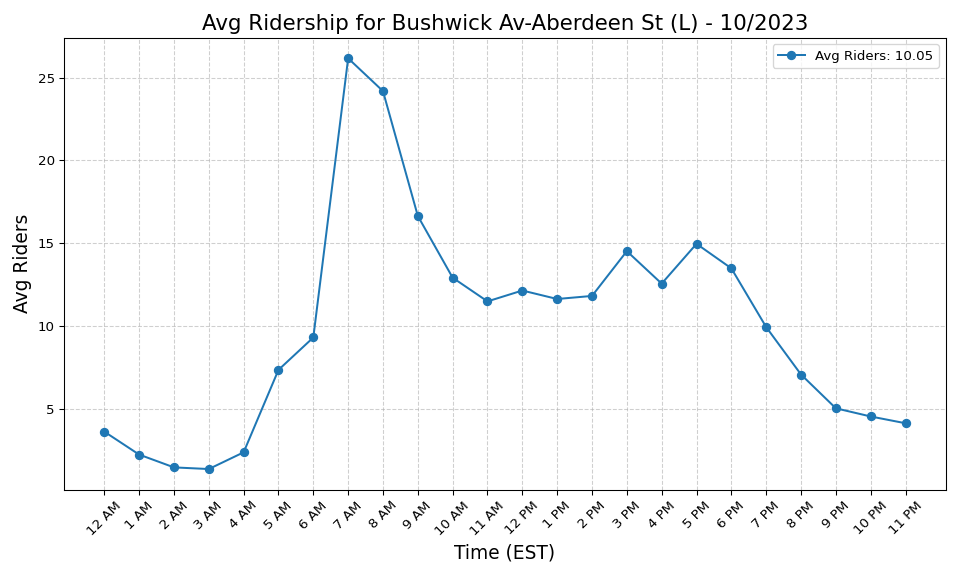 Avg Ridership for Bushwick Av-Aberdeen St (L) - 10/2023
Avg Riders: 10.05
Avg Riders
25
20
15
10
5
12 AM
1 AM
2 AM
3 AM
4 AM
5 AM
6 AM
7 AM
8 AM
9 AM
10 AM
11 AM
12 PM
1 PM
2 PM
3 PM
4 PM
5 PM
6 PM
7 PM
8 PM
9 PM
10 PM
11 PM
Time (EST)